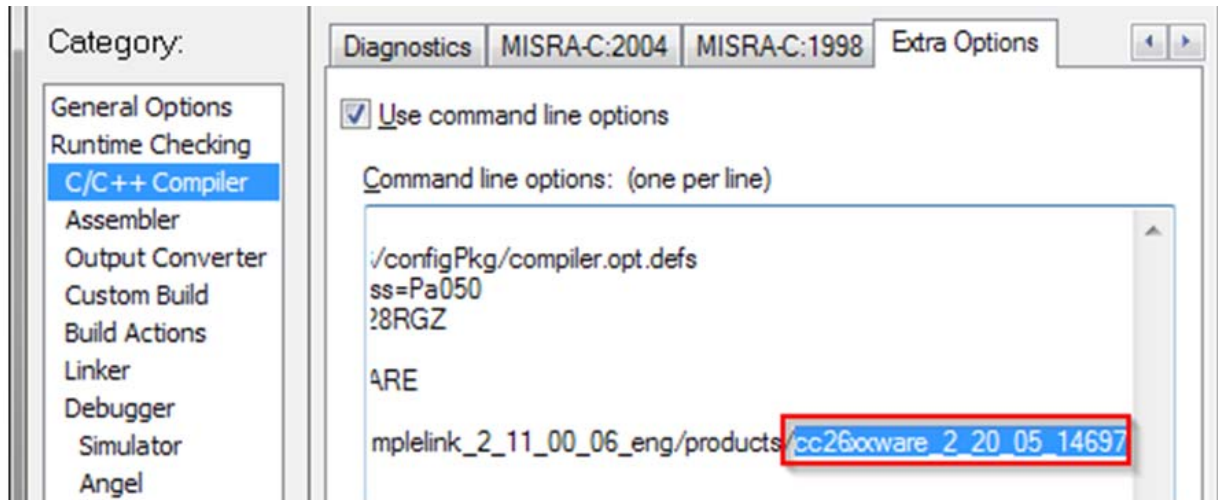 Category:
General Options
Runtime Checking
C/C++ Compiler
Assembler
Output Converter
Custom Build
Build Actions
Linker
Debugger
Simulator
Angel
Diagnostics MISRA-C:2004 MISRA-C:1998 Extra Options
Use command line options
Command line options: (one per line)
/configPkg/compiler.opt.defs
ss=Pa050
28RGZ
ARE
mplelink_2_11_00_06_eng/products/cc26xxware_2_20_05_14697